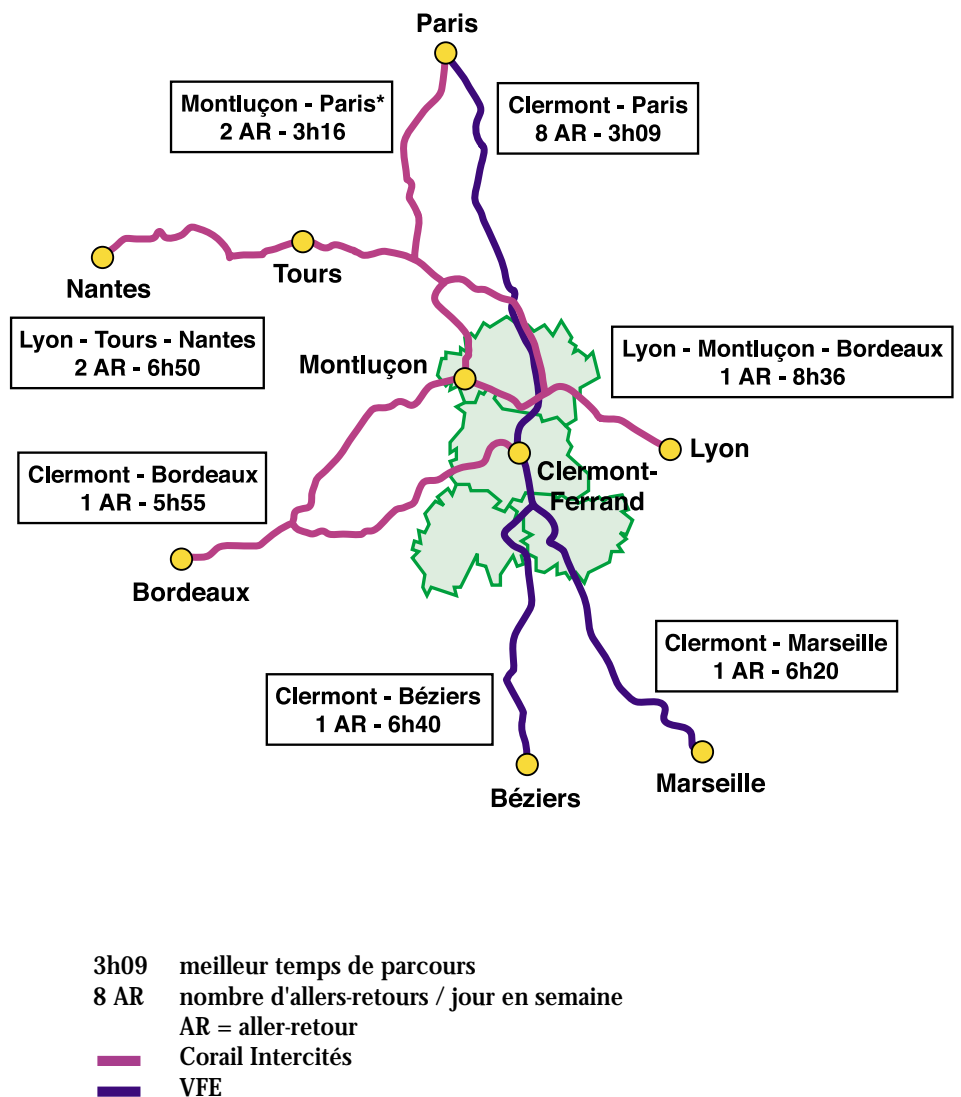 Paris
Montluçon - Paris*
2 AR - 3h16
Clermont - Paris
8 AR - 3h09
Nantes
Tours
Lyon - Tours - Nantes
2 AR - 6h50
Montluçon
Lyon - Montluçon - Bordeaux
1 AR - 8h36
Lyon
Clermont - Bordeaux
1 AR - 5h55
Clermont-
Ferrand
Bordeaux
Clermont - Marseille
1 AR - 6h20
Clermont - Béziers
1 AR - 6h40
Marseille
Béziers
3h09 meilleur temps de parcours
8 AR nombre d'allers-retours / jour en semaine
AR = aller-retour
Corail Intercités
VFE